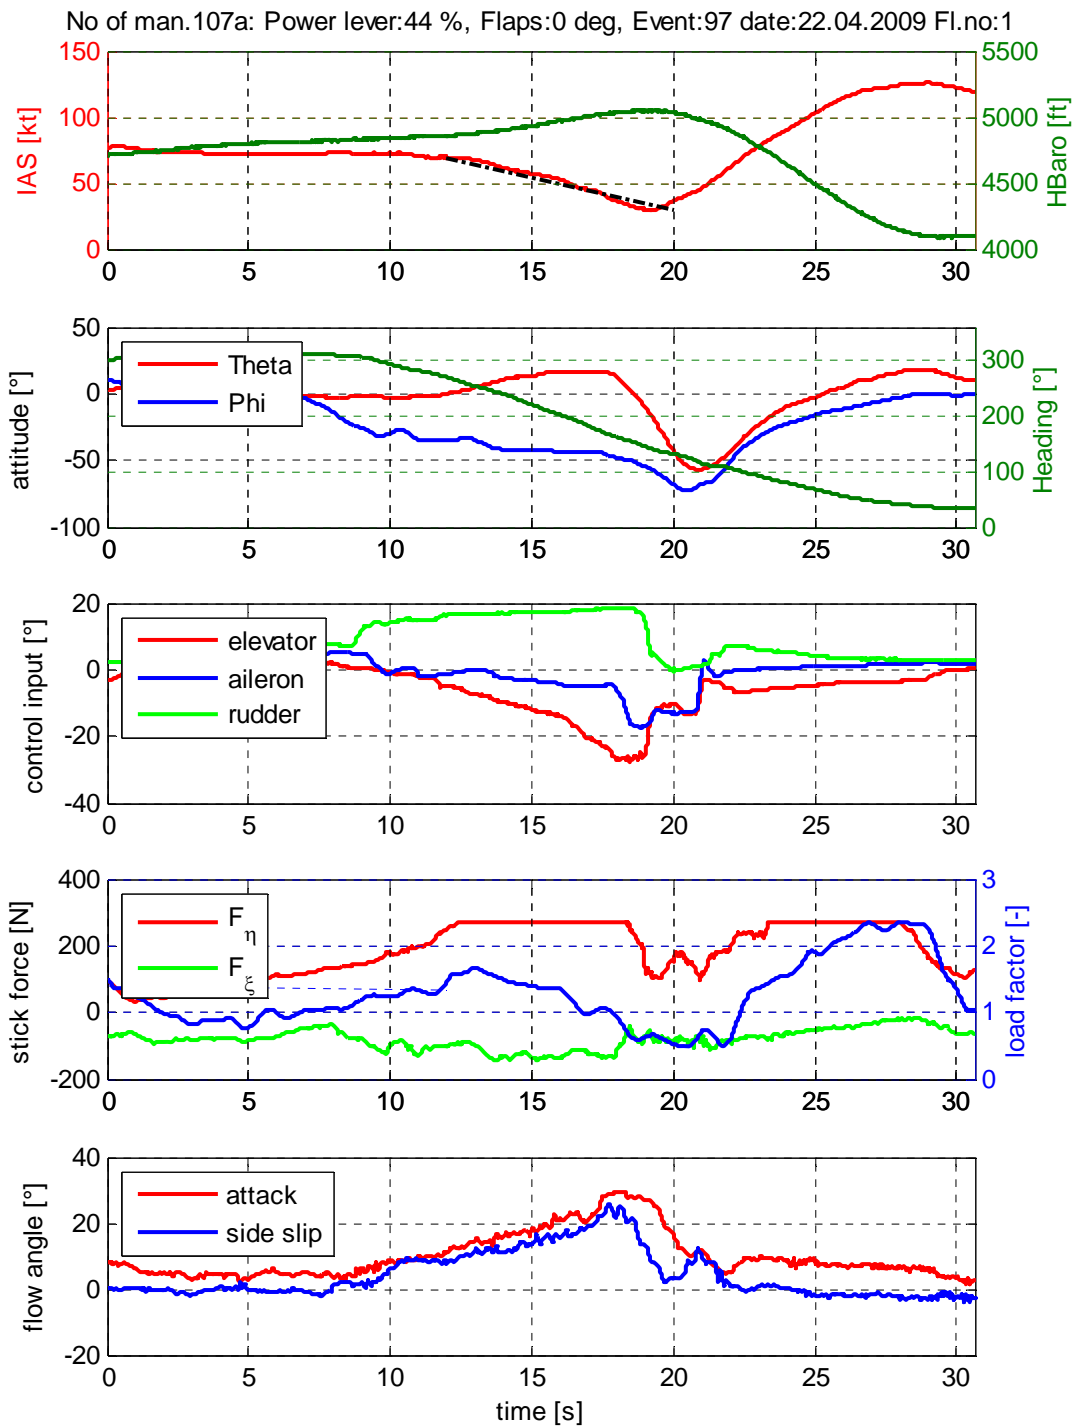 No of man.107a: Power lever:44 %, Flaps:0 deg, Event:97 date:22.04.2009 Fl.no:1
150 5500
100 5000
50 4500
0 4000
IAS [kt]
HBaro [ft]
0 5 10 15 20 25 30
50
0
-50
-100
300
200
100
0
attitude [°]
Heading [°]
Theta
Phi
0 5 10 15 20 25 30
20
0
-20
-40
control input [°]
elevator
aileron
rudder
0 5 10 15 20 25 30
400
200
0
-200
3
2
1
0
stick force [N]
load factor [-]
F_η
F_ξ
0 5 10 15 20 25 30
40
20
0
-20
flow angle [°]
attack
side slip
0 5 10 15 20 25 30
time [s]